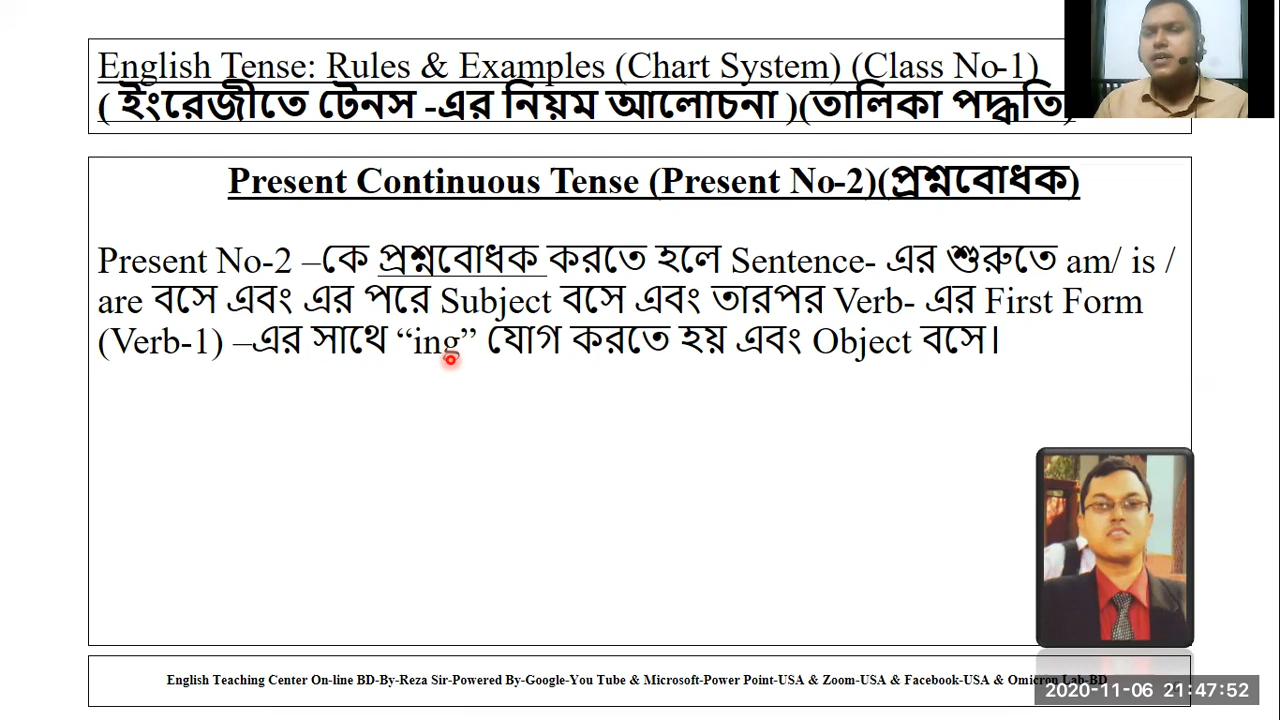 English Tense: Rules & Examples (Chart System) (Class No-1)
( ইংরেজীতে টেনস -এর নিয়ম আলোচনা )(তালিকা পদ্ধতি)
Present Continuous Tense (Present No-2)(প্রশ্নবোধক)
Present No-2 –কে প্রশ্নবোধক করতে হলে Sentence- এর শুরুতে am/ is /
are বসে এবং এর পরে Subject বসে এবং তারপর Verb- এর First Form
(Verb-1) –এর সাথে “ing” যোগ করতে হয় এবং Object বসে।
English Teaching Center On-line BD-By-Reza Sir-Powered By-Google-You Tube & Microsoft-Power Point-USA & Zoom-USA & Facebook-USA & Omicron Lab-BD
2020-11-06 21:47:52